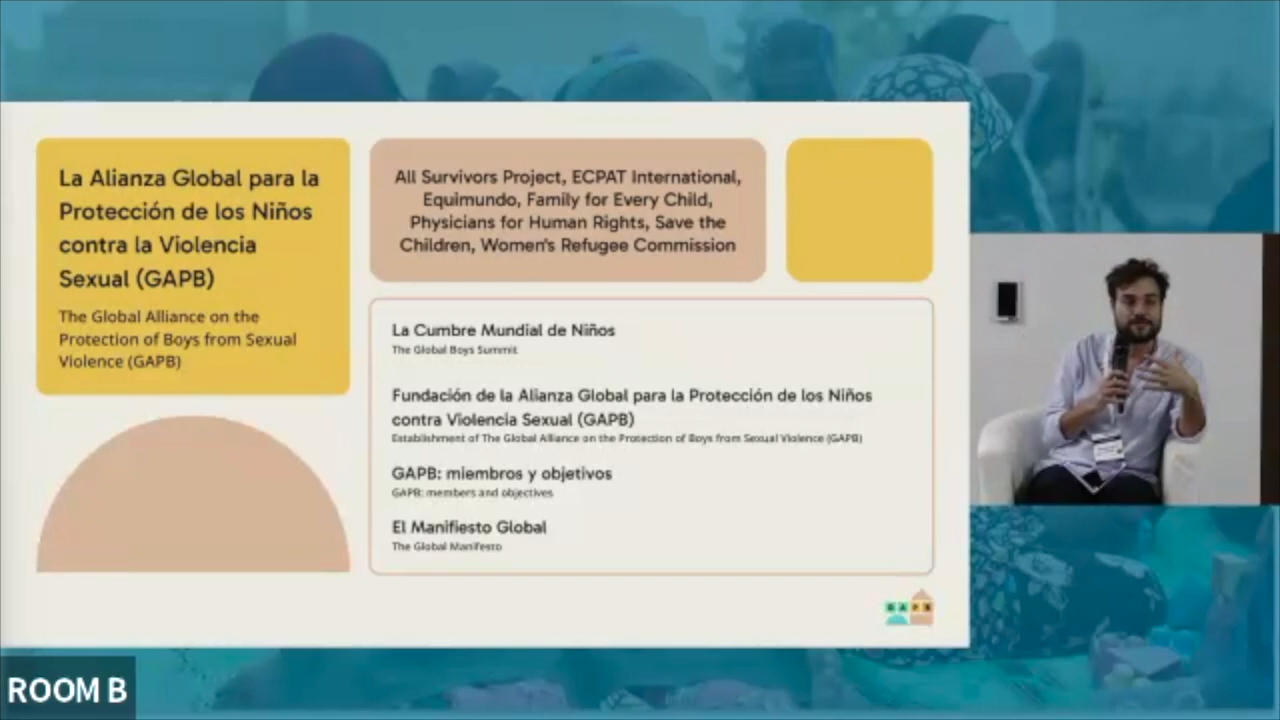 La Alianza Global para la
Protección de los Niños
contra la Violencia
Sexual (GAPB)
The Global Alliance on the
Protection of Boys from Sexual
Violence (GAPB)
All Survivors Project, ECPAT International,
Equimundo, Family for Every Child,
Physicians for Human Rights, Save the
Children, Women's Refugee Commission
La Cumbre Mundial de Niños
The Global Boys Summit
Fundación de la Alianza Global para la Protección de los Niños
contra Violencia Sexual (GAPB)
Establishment of The Global Alliance on the Protection of Boys from Sexual Violence (GAPB)
GAPB: miembros y objetivos
GAPB: members and objectives
El Manifiesto Global
The Global Manifesto
GAPB
ROOM B